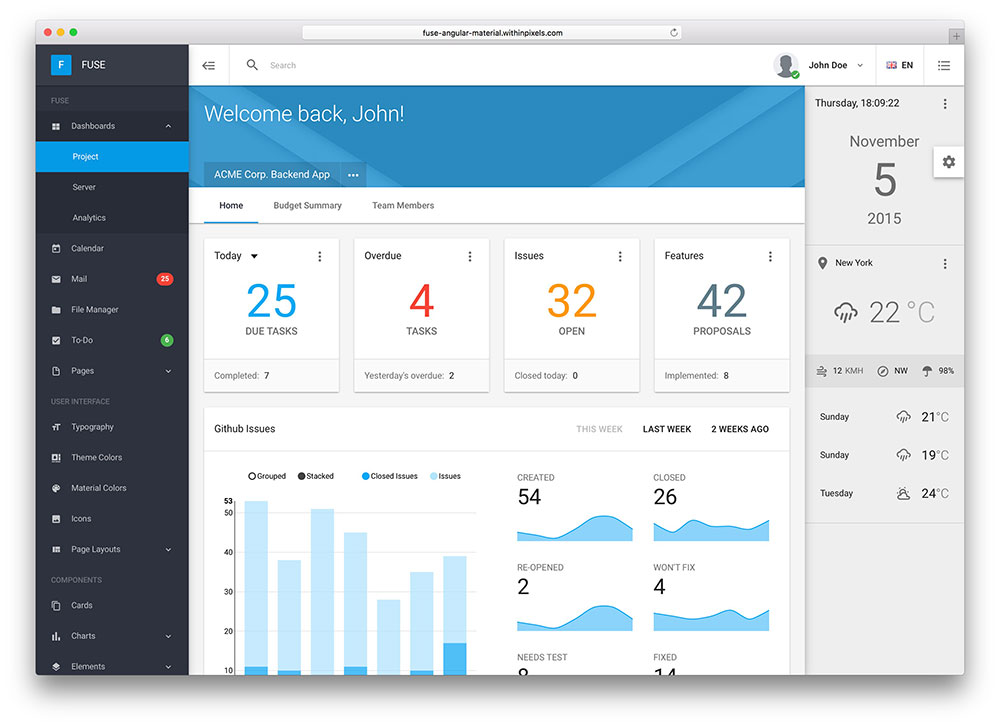 fuse-angular-material.withinpixels.com
F FUSE
Search
John Doe
EN
FUSE
Dashboards
Project
Server
Analytics
Calendar
Mail 25
File Manager
To-Do 6
Pages
USER INTERFACE
Typography
Theme Colors
Material Colors
Icons
Page Layouts
COMPONENTS
Cards
Charts
Elements
Welcome back, John!
ACME Corp. Backend App
Home Budget Summary Team Members
Today
25
DUE TASKS
Completed: 7
Overdue
4
TASKS
Yesterday's overdue: 2
Issues
32
OPEN
Closed today: 0
Features
42
PROPOSALS
Implemented: 8
Github Issues
THIS WEEK LAST WEEK 2 WEEKS AGO
Grouped Stacked Closed Issues Issues
53
50
40
30
20
10
CREATED
54
CLOSED
26
RE-OPENED
2
WON'T FIX
4
NEEDS TEST
FIXED
Thursday, 18:09:22
November
5
2015
New York
22 °C
12 KMH NW 98%
Sunday 21°C
Sunday 19°C
Tuesday 24°C